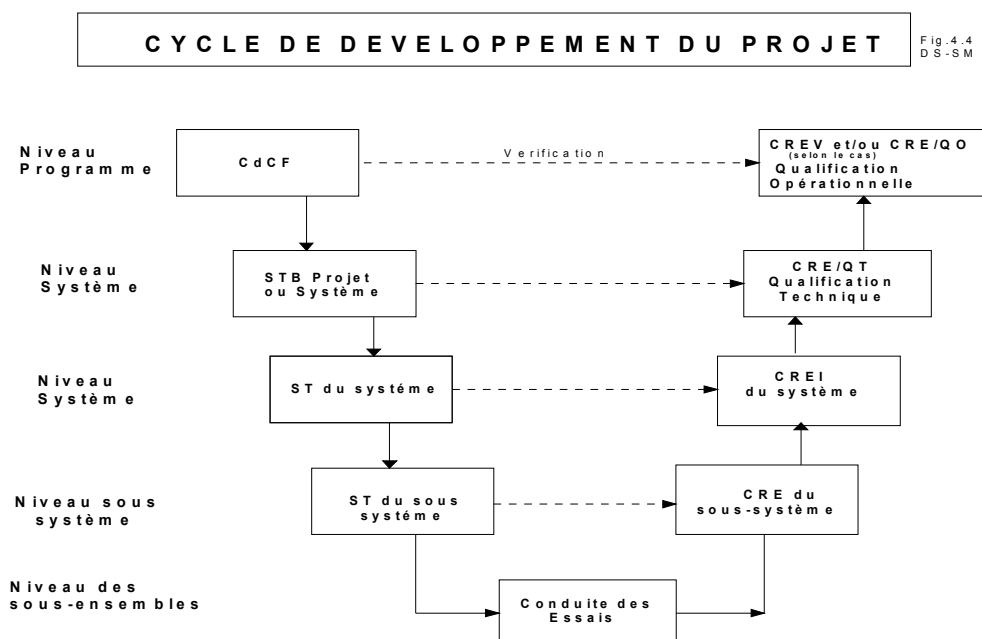 CYCLE DE DEVELOPPEMENT DU PROJET
Fig.4.4
DS-SM
Niveau
Programme
CdCF
Verification
CREV et/ou CRE/QO
(selon le cas)
Qualification
Opérationnelle
Niveau
Système
STB Projet
ou Système
CRE/QT
Qualification
Technique
Niveau
Système
ST du systéme
CREI
du système
Niveau sous
système
ST du sous
systéme
CRE du
sous-système
Niveau des
sous-ensembles
Conduite des
Essais